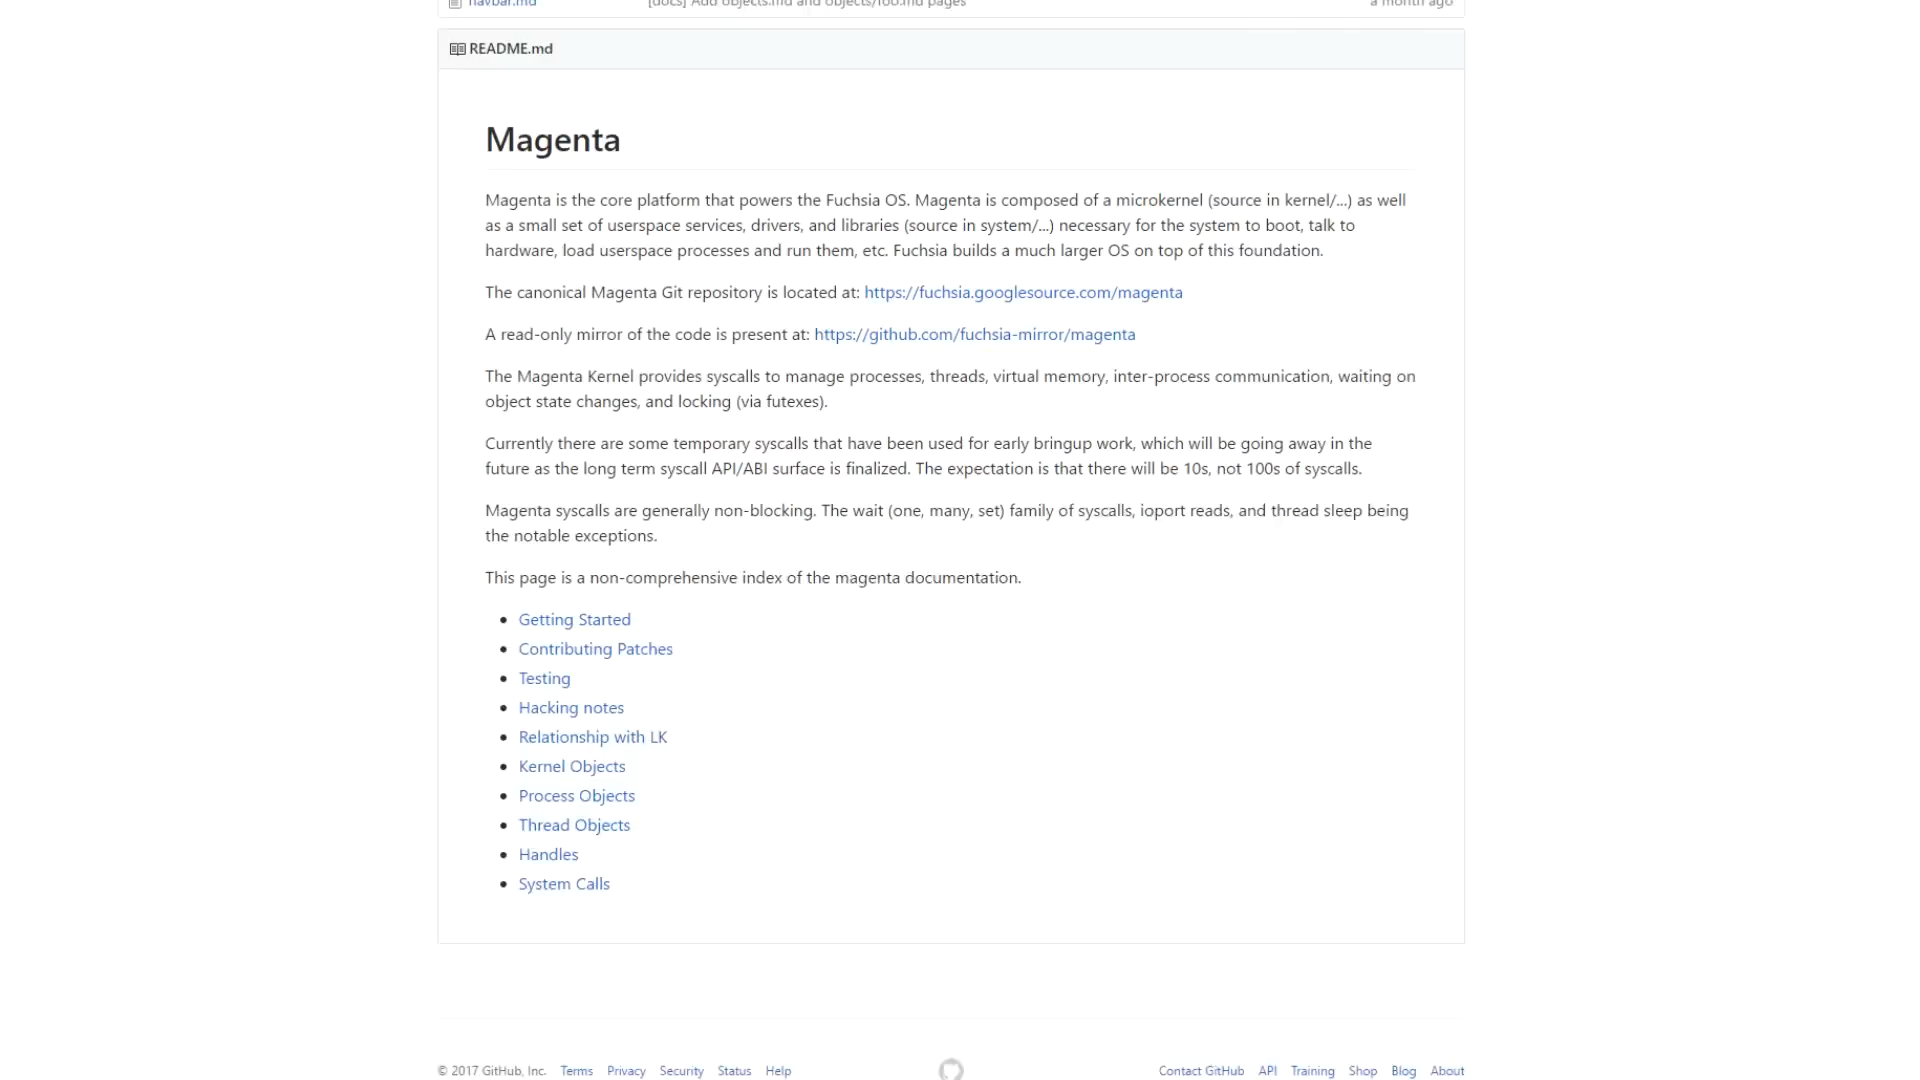 navbar.md [docs] Add objects.md and objects/foo.md pages a month ago
README.md
Magenta
Magenta is the core platform that powers the Fuchsia OS. Magenta is composed of a microkernel (source in kernel/...) as well
as a small set of userspace services, drivers, and libraries (source in system/...) necessary for the system to boot, talk to
hardware, load userspace processes and run them, etc. Fuchsia builds a much larger OS on top of this foundation.
The canonical Magenta Git repository is located at: https://fuchsia.googlesource.com/magenta
A read-only mirror of the code is present at: https://github.com/fuchsia-mirror/magenta
The Magenta Kernel provides syscalls to manage processes, threads, virtual memory, inter-process communication, waiting on
object state changes, and locking (via futexes).
Currently there are some temporary syscalls that have been used for early bringup work, which will be going away in the
future as the long term syscall API/ABI surface is finalized. The expectation is that there will be 10s, not 100s of syscalls.
Magenta syscalls are generally non-blocking. The wait (one, many, set) family of syscalls, ioport reads, and thread sleep being
the notable exceptions.
This page is a non-comprehensive index of the magenta documentation.
Getting Started
Contributing Patches
Testing
Hacking notes
Relationship with LK
Kernel Objects
Process Objects
Thread Objects
Handles
System Calls
© 2017 GitHub, Inc. Terms Privacy Security Status Help Contact GitHub API Training Shop Blog About